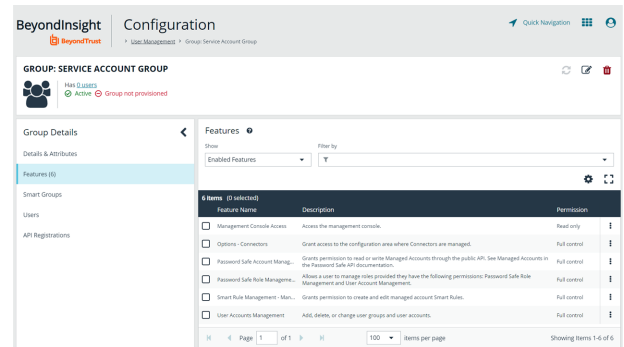 BeyondInsight
BeyondTrust
Configuration
> User Management > Group: Service Account Group
Quick Navigation
GROUP: SERVICE ACCOUNT GROUP
Has 0 users
Active Group not provisioned
Group Details
Details & Attributes
Features (6)
Smart Groups
Users
API Registrations
Features
Show
Filter by
Enabled Features
6 Items (0 selected)
Feature Name Description Permission
Management Console Access Access the management console. Read only
Options - Connectors Grant access to the configuration area where Connectors are managed. Full control
Password Safe Account Manag... Grants permission to read or write Managed Accounts through the public API. See Managed Accounts in
the Password Safe API documentation. Full control
Password Safe Role Manageme... Allows a user to manage roles provided they have the following permissions: Password Safe Role
Management and User Account Management. Full control
Smart Rule Management - Man... Grants permission to create and edit managed account Smart Rules. Full control
User Accounts Management Add, delete, or change user groups and user accounts. Full control
Page 1 of 1 100 items per page Showing Items 1-6 of 6